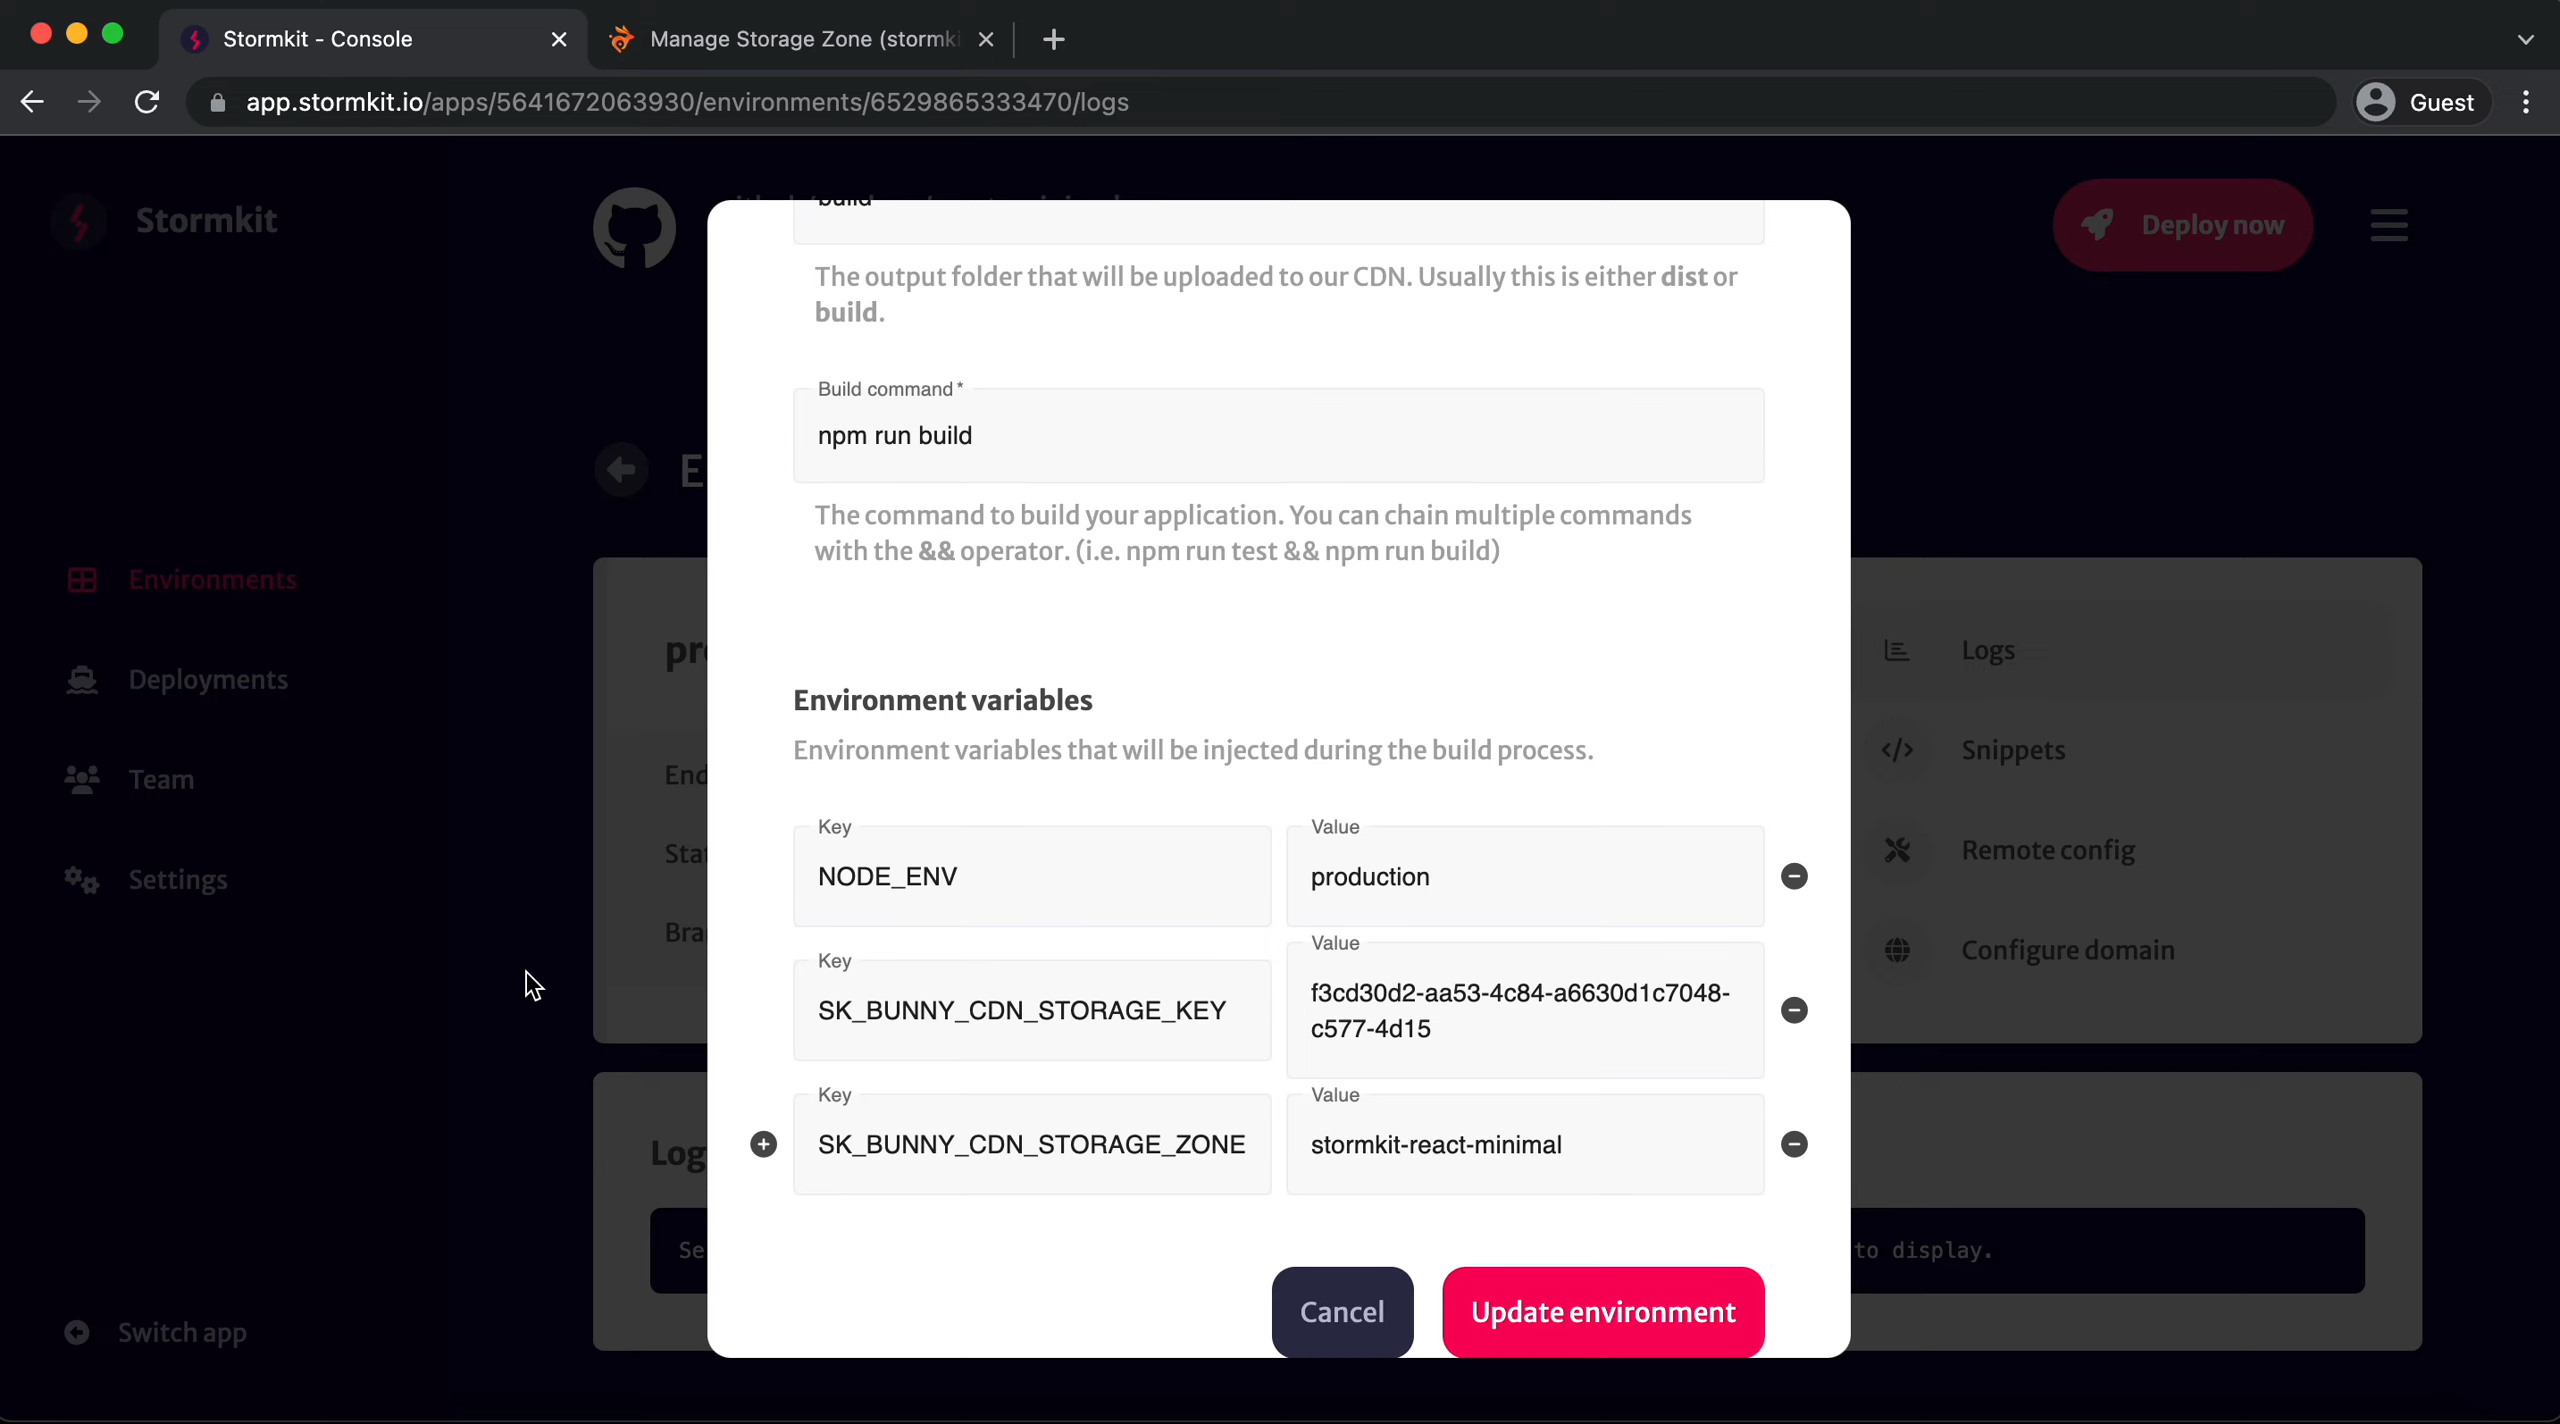 Stormkit - Console
Manage Storage Zone (stormki
app.stormkit.io/apps/5641672063930/environments/6529865333470/logs
Guest
Stormkit
Deploy now
build
The output folder that will be uploaded to our CDN. Usually this is either dist or
build.
Build command*
npm run build
The command to build your application. You can chain multiple commands
with the && operator. (i.e. npm run test && npm run build)
Environments
Deployments
Team
Settings
Switch app
E
Logs
Snippets
Remote config
Configure domain
Environment variables
Environment variables that will be injected during the build process.
Key
Value
NODE_ENV
production
Key
Value
SK_BUNNY_CDN_STORAGE_KEY
f3cd30d2-aa53-4c84-a6630d1c7048-
c577-4d15
Key
Value
SK_BUNNY_CDN_STORAGE_ZONE
stormkit-react-minimal
to display.
Cancel
Update environment